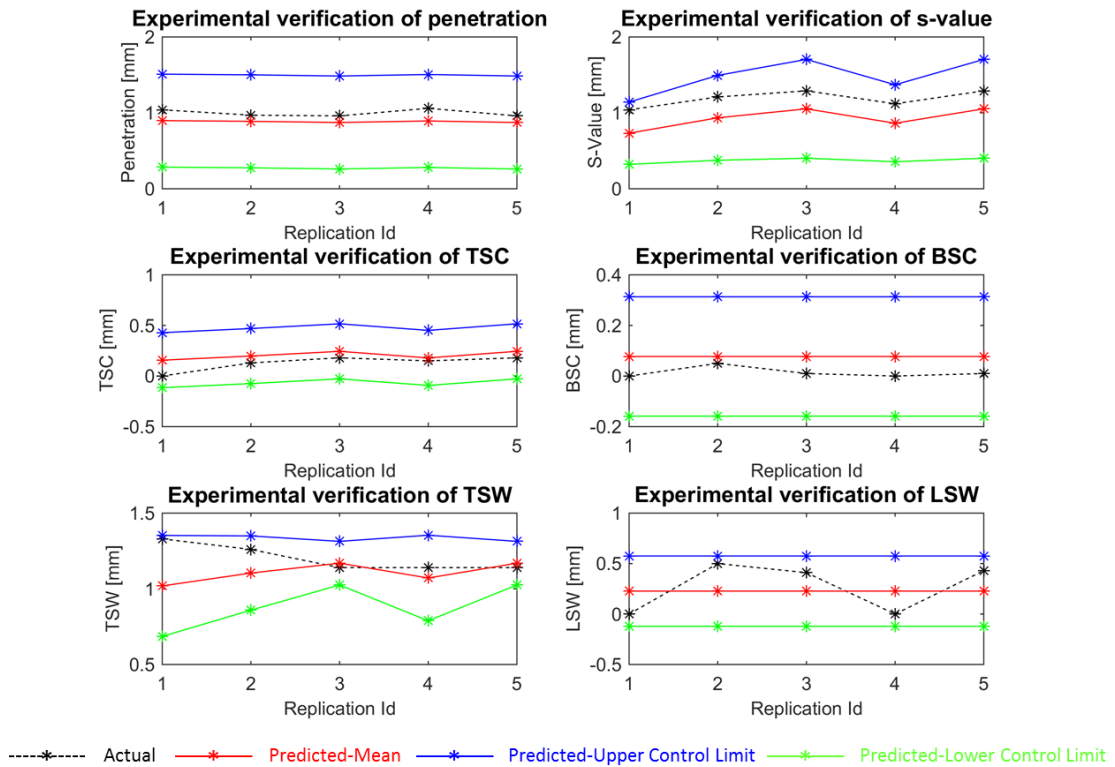 Experimental verification of penetration
Penetration [mm]
2
1
0
1 2 3 4 5
Replication Id
Experimental verification of s-value
S-Value [mm]
2
1
0
1 2 3 4 5
Replication Id
Experimental verification of TSC
TSC [mm]
1
0.5
0
-0.5
1 2 3 4 5
Replication Id
Experimental verification of BSC
BSC [mm]
0.4
0.2
0
-0.2
1 2 3 4 5
Replication Id
Experimental verification of TSW
TSW [mm]
1.5
1
0.5
1 2 3 4 5
Replication Id
Experimental verification of LSW
LSW [mm]
1
0.5
0
-0.5
1 2 3 4 5
Replication Id
Actual Predicted-Mean Predicted-Upper Control Limit Predicted-Lower Control Limit